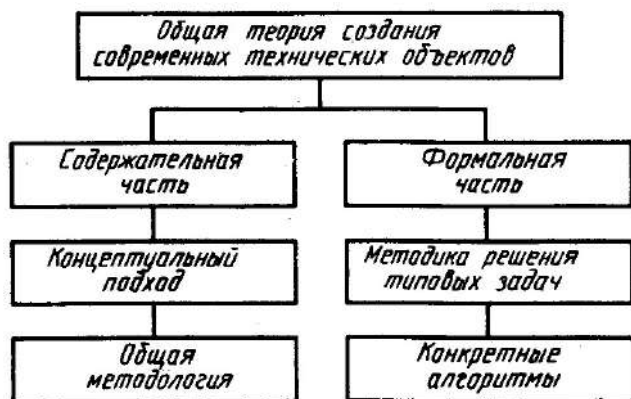 Общая теория создания
современных технических объектов
Содержательная
часть
Формальная
часть
Концептуальный
подход
Методика решения
типовых задач
Общая
методология
Конкретные
алгоритмы